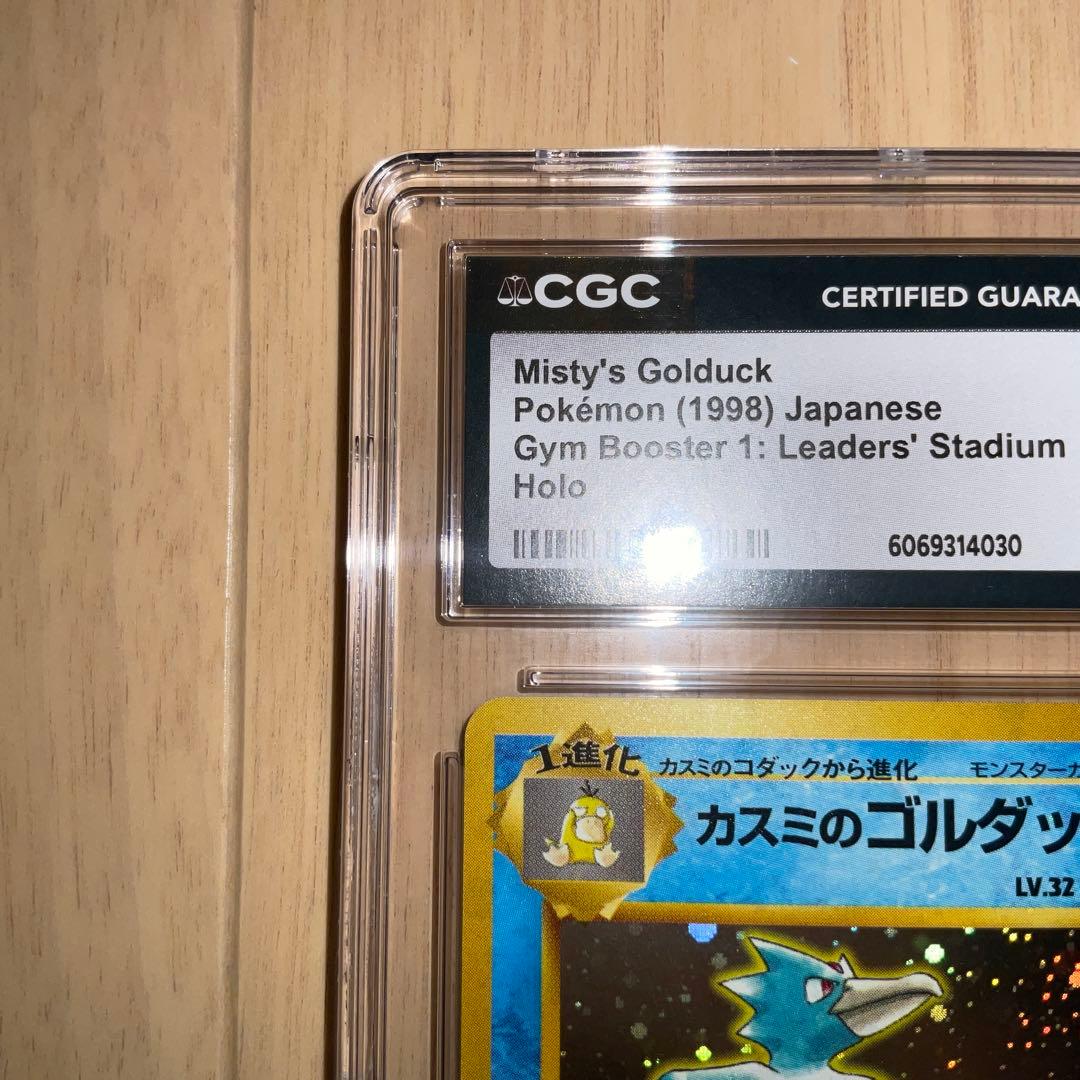 CGC
CERTIFIED GUARA
Misty's Golduck
Pokémon (1998) Japanese
Gym Booster 1: Leaders' Stadium
Holo
6069314030
1進化
カスミのコダックから進化
モンスターカ
カスミのゴルダッ
LV.32